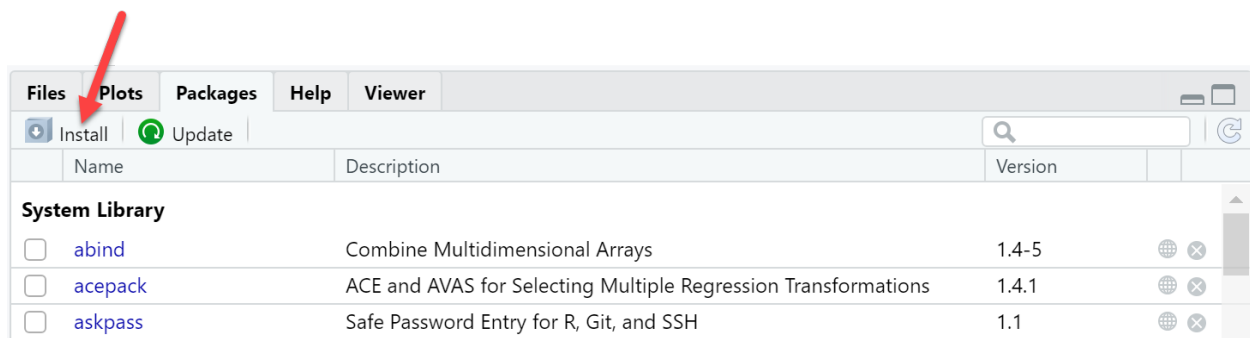 Files Plots Packages Help Viewer
Install Update
Name Description Version
System Library
abind Combine Multidimensional Arrays 1.4-5
acepack ACE and AVAS for Selecting Multiple Regression Transformations 1.4.1
askpass Safe Password Entry for R, Git, and SSH 1.1